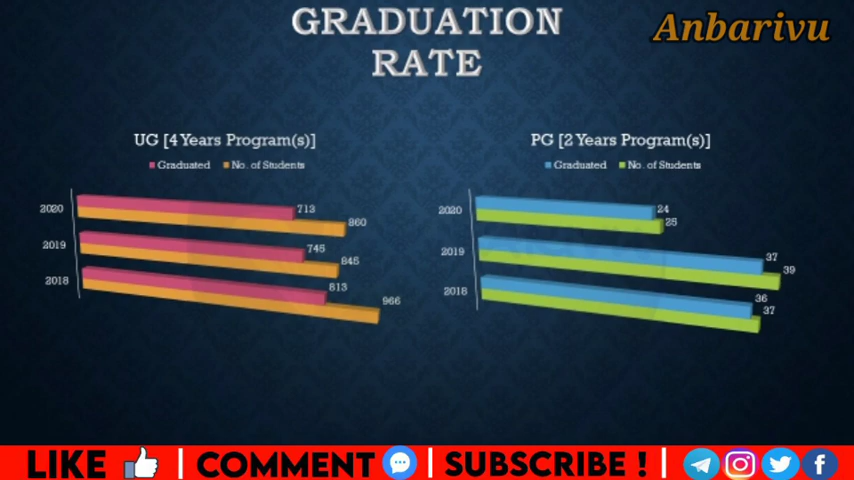 GRADUATION
RATE
Anbarivu
UG [4 Years Program(s)]
Graduated No. of Students
2020 713 860
2019 745 845
2018 813 966
PG [2 Years Program(s)]
Graduated No. of Students
2020 24 25
2019 37 39
2018 36 37
LIKE | COMMENT | SUBSCRIBE ! |